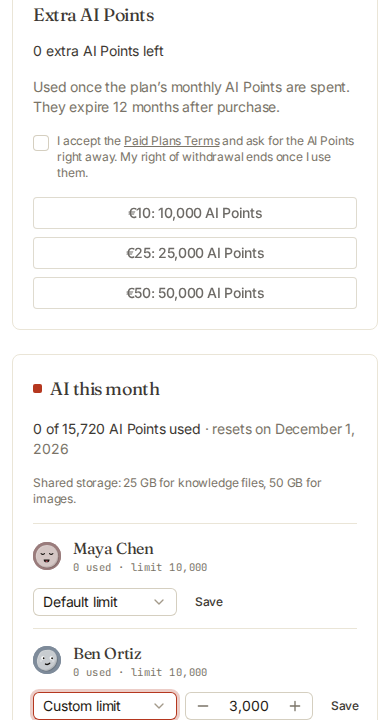 Extra AI Points
0 extra AI Points left
Used once the plan's monthly AI Points are spent.
They expire 12 months after purchase.
I accept the Paid Plans Terms and ask for the AI Points
right away. My right of withdrawal ends once I use
them.
€10: 10,000 AI Points
€25: 25,000 AI Points
€50: 50,000 AI Points
AI this month
0 of 15,720 AI Points used · resets on December 1,
2026
Shared storage: 25 GB for knowledge files, 50 GB for
images.
Maya Chen
0 used · limit 10,000
Default limit Save
Ben Ortiz
0 used · limit 10,000
Custom limit − 3,000 + Save